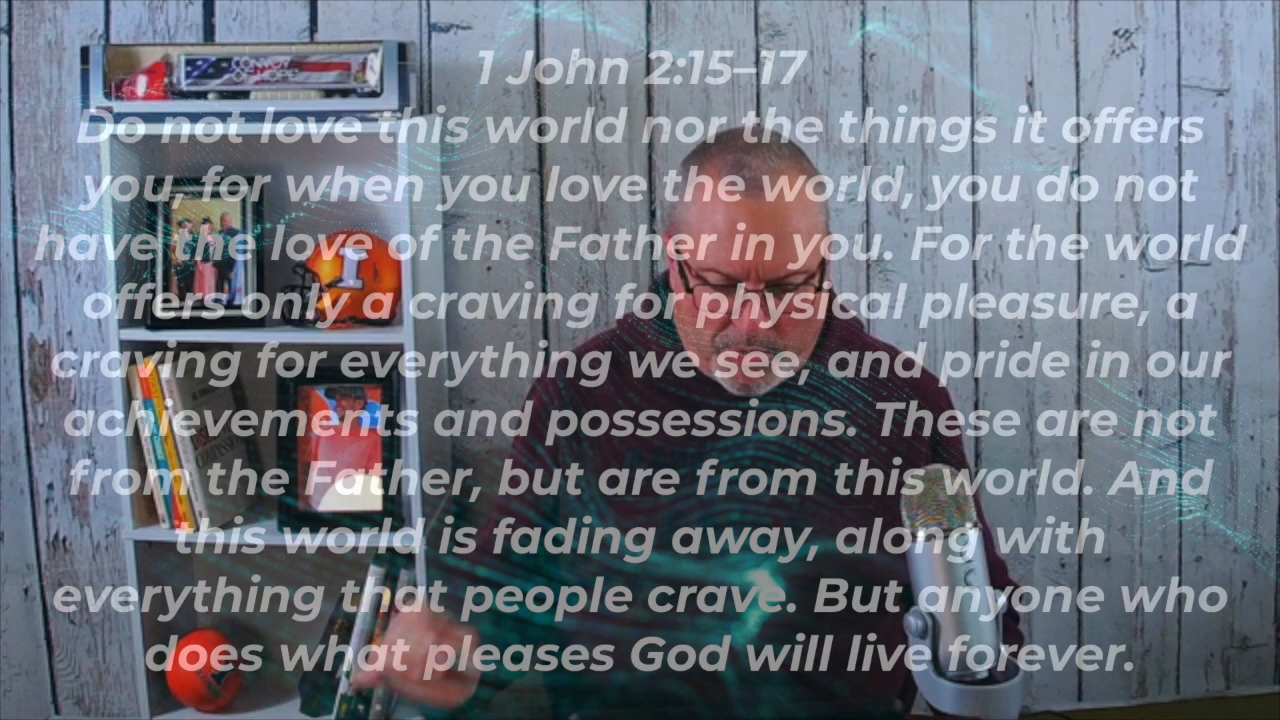 CONVOY
OF HOPE
1 John 2:15–17
Do not love this world nor the things it offers
you, for when you love the world, you do not
have the love of the Father in you. For the world
offers only a craving for physical pleasure, a
craving for everything we see, and pride in our
achievements and possessions. These are not
from the Father, but are from this world. And
this world is fading away, along with
everything that people crave. But anyone who
does what pleases God will live forever.
I